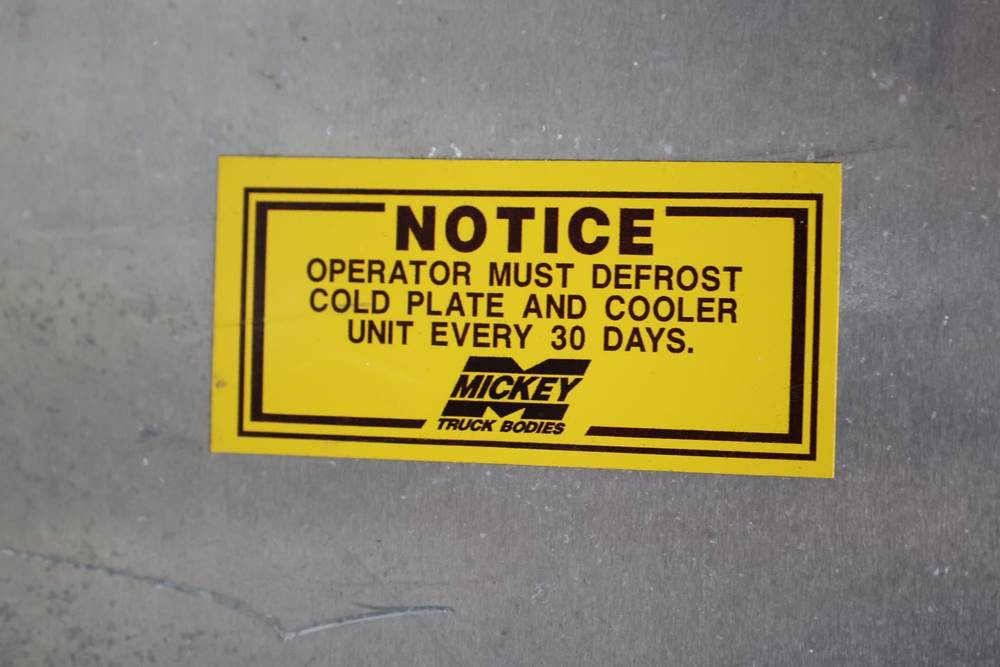 NOTICE
OPERATOR MUST DEFROST
COLD PLATE AND COOLER
UNIT EVERY 30 DAYS.
MICKEY
TRUCK BODIES